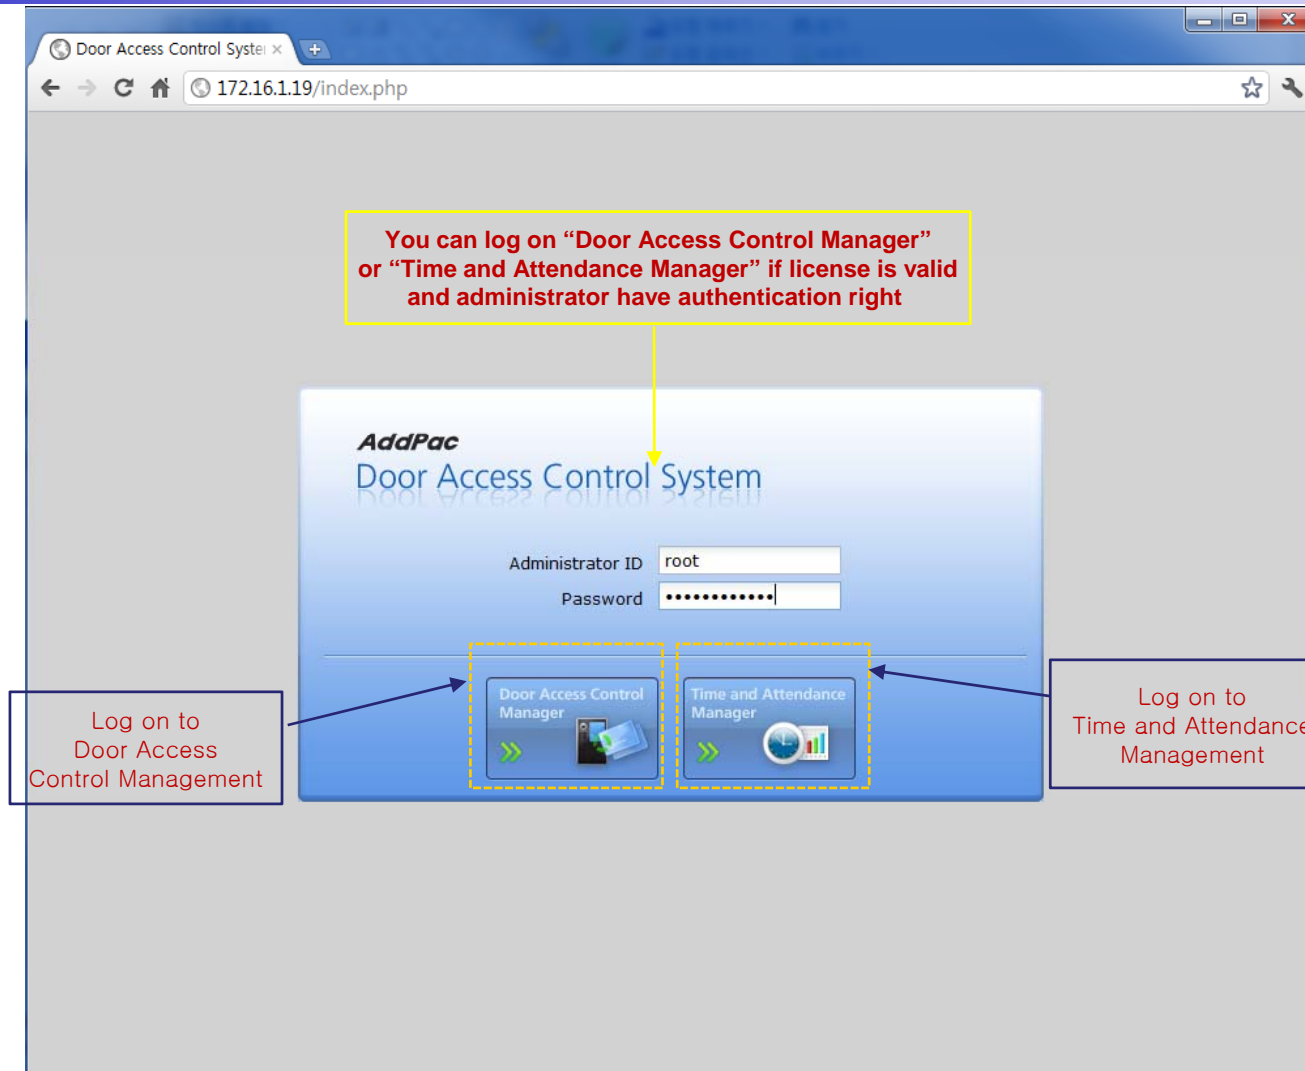 Door Access Control Syste
172.16.1.19/index.php
You can log on “Door Access Control Manager”
or “Time and Attendance Manager” if license is valid
and administrator have authentication right
AddPac
Door Access Control System
Administrator ID root
Password ••••••••••••
Door Access Control
Manager
Time and Attendance
Manager
Log on to
Door Access
Control Management
Log on to
Time and Attendance
Management